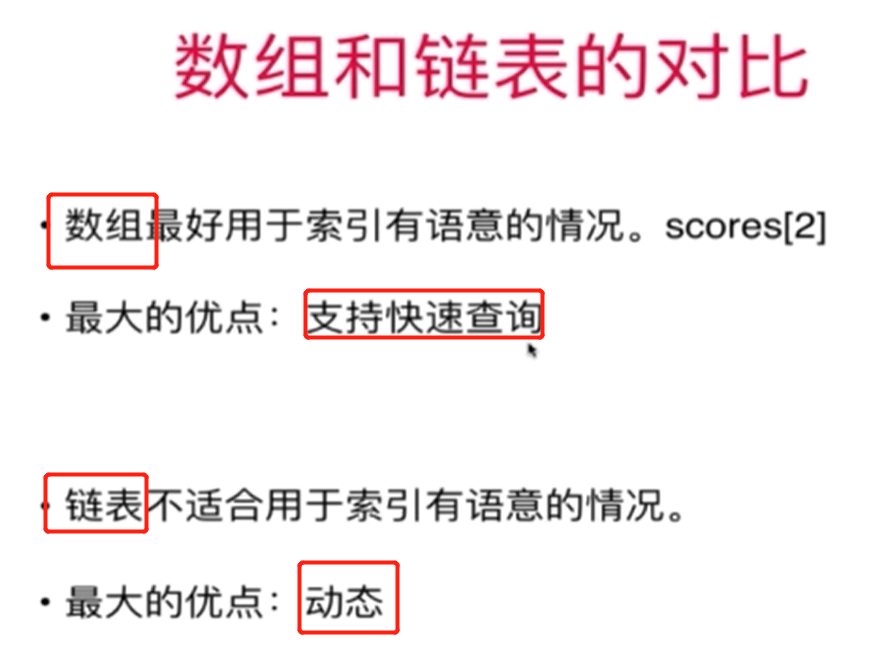 数组和链表的对比
• 数组最好用于索引有语意的情况。scores[2]
• 最大的优点：支持快速查询
• 链表不适合用于索引有语意的情况。
• 最大的优点：动态